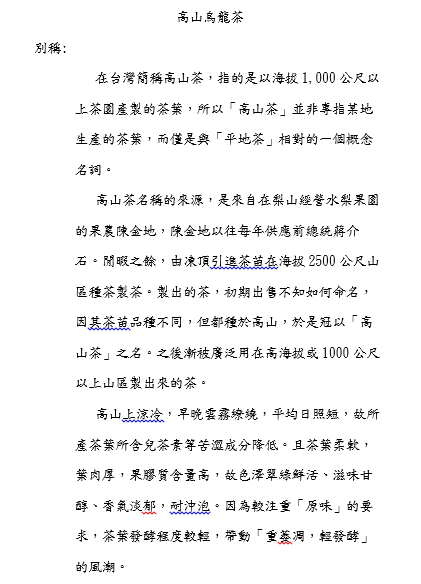 高山烏龍茶
別稱:
在台灣簡稱高山茶，指的是以海拔 1,000 公尺以
上茶園產製的茶葉，所以「高山茶」並非專指某地
生產的茶葉，而僅是與「平地茶」相對的一個概念
名詞。
高山茶名稱的來源，是來自在梨山經營水梨果園
的果農陳金地，陳金地以往每年供應前總統蔣介
石。閒暇之餘，由凍頂引進茶苗在海拔 2500 公尺山
區種茶製茶。製出的茶，初期出售不知如何命名，
因其茶苗品種不同，但都種於高山，於是冠以「高
山茶」之名。之後漸被廣泛用在高海拔或 1000 公尺
以上山區製出來的茶。
高山上涼冷，早晚雲霧繚繞，平均日照短，故所
產茶葉所含兒茶素等苦澀成分降低。且茶葉柔軟，
葉肉厚，果膠質含量高，故色澤翠綠鮮活、滋味甘
醇、香氣淡郁，耐沖泡。因為較注重「原味」的要
求，茶葉發酵程度較輕，帶動「重萎凋，輕發酵」
的風潮。